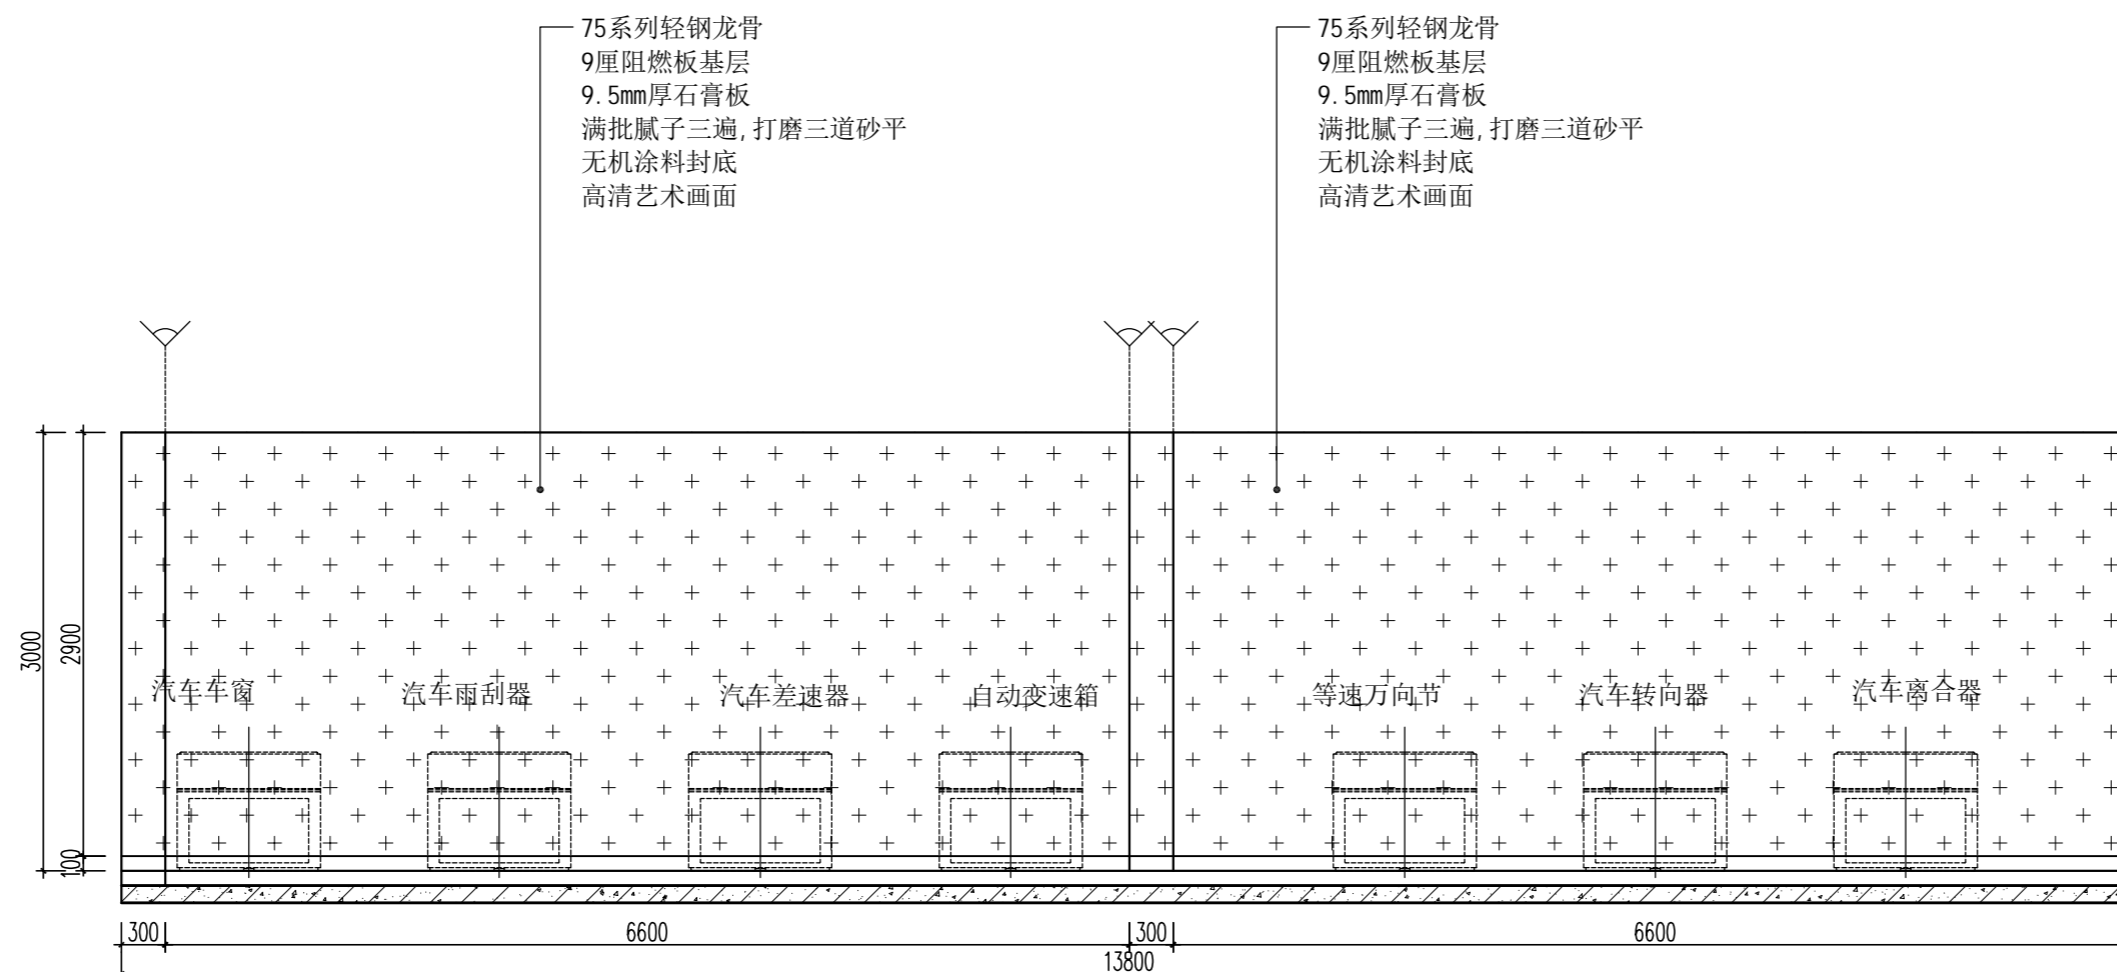 75系列轻钢龙骨
9厘阻燃板基层
9.5mm厚石膏板
满批腻子三遍,打磨三道砂平
无机涂料封底
高清艺术画面
75系列轻钢龙骨
9厘阻燃板基层
9.5mm厚石膏板
满批腻子三遍,打磨三道砂平
无机涂料封底
高清艺术画面
3000
2900
100
汽车车窗
汽车雨刮器
汽车差速器
自动变速箱
等速万向节
汽车转向器
汽车离合器
300
6600
300
6600
13800